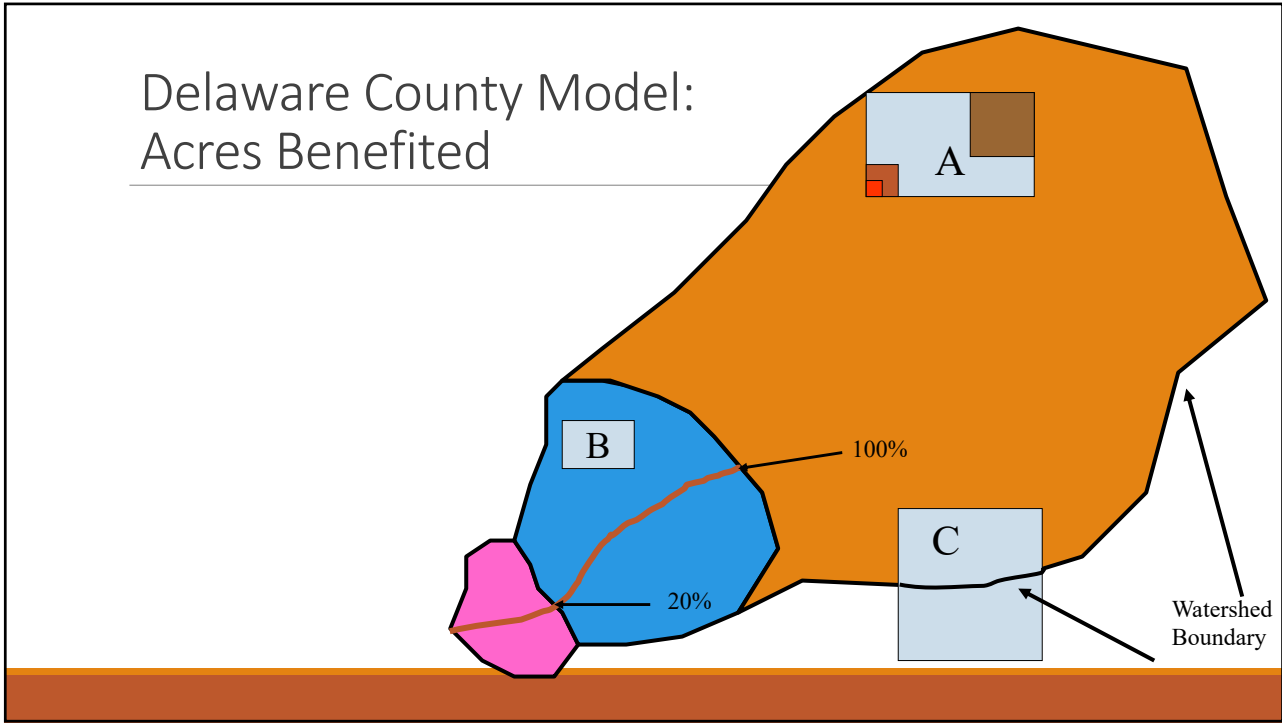 Delaware County Model:
Acres Benefited
A
B
100%
C
20%
Watershed
Boundary